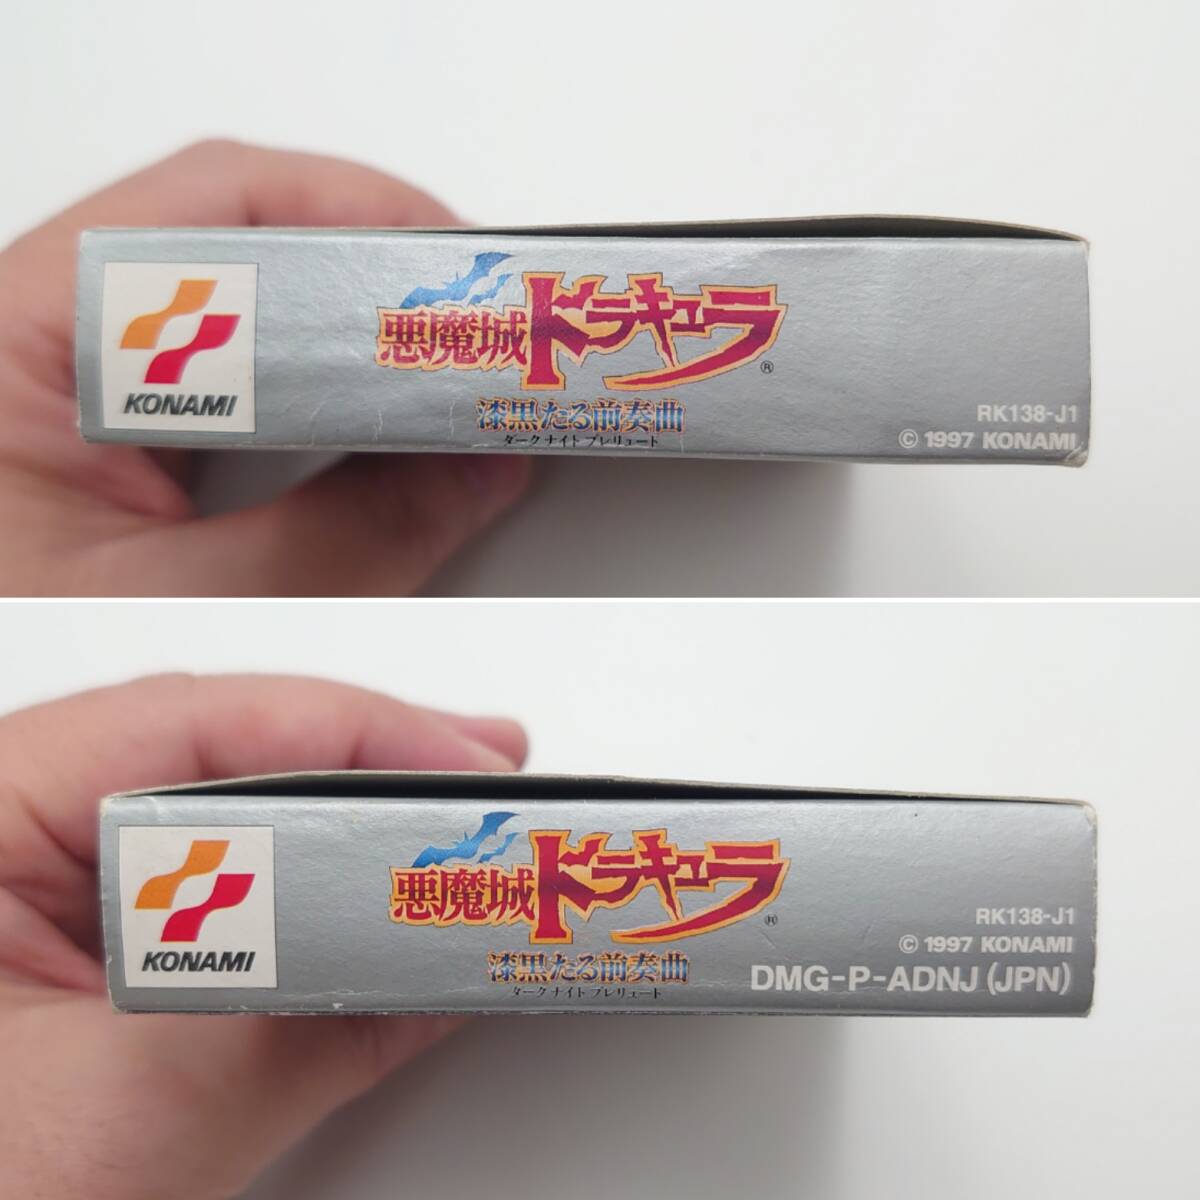 KONAMI
悪魔城ドラキュラ®
漆黒たる前奏曲
ダークナイトプレリュード
RK138-J1
© 1997 KONAMI
KONAMI
悪魔城ドラキュラ®
漆黒たる前奏曲
ダークナイトプレリュード
RK138-J1
© 1997 KONAMI
DMG-P-ADNJ(JPN)